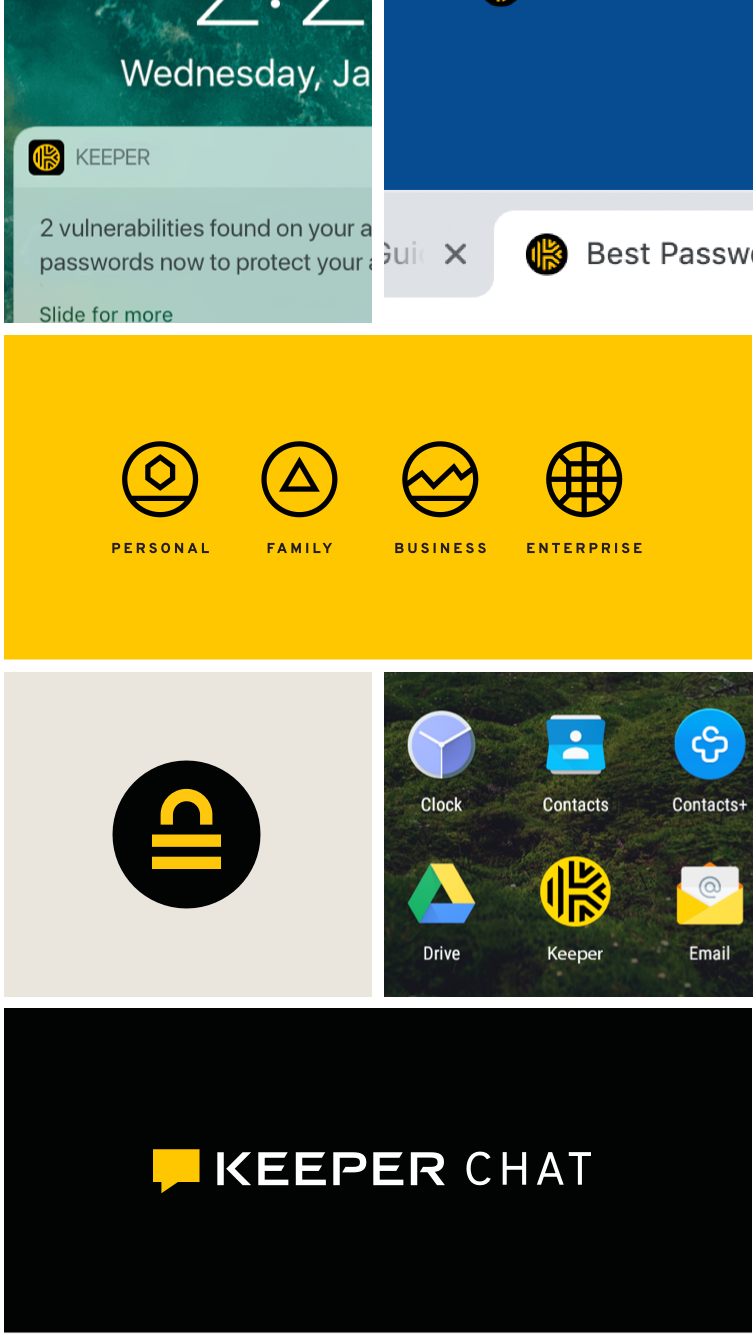 Wednesday, Ja
KEEPER
2 vulnerabilities found on your a
passwords now to protect your
Slide for more
Best Passw
PERSONAL FAMILY BUSINESS ENTERPRISE
Clock Contacts Contacts+
Drive Keeper Email
KEEPER CHAT